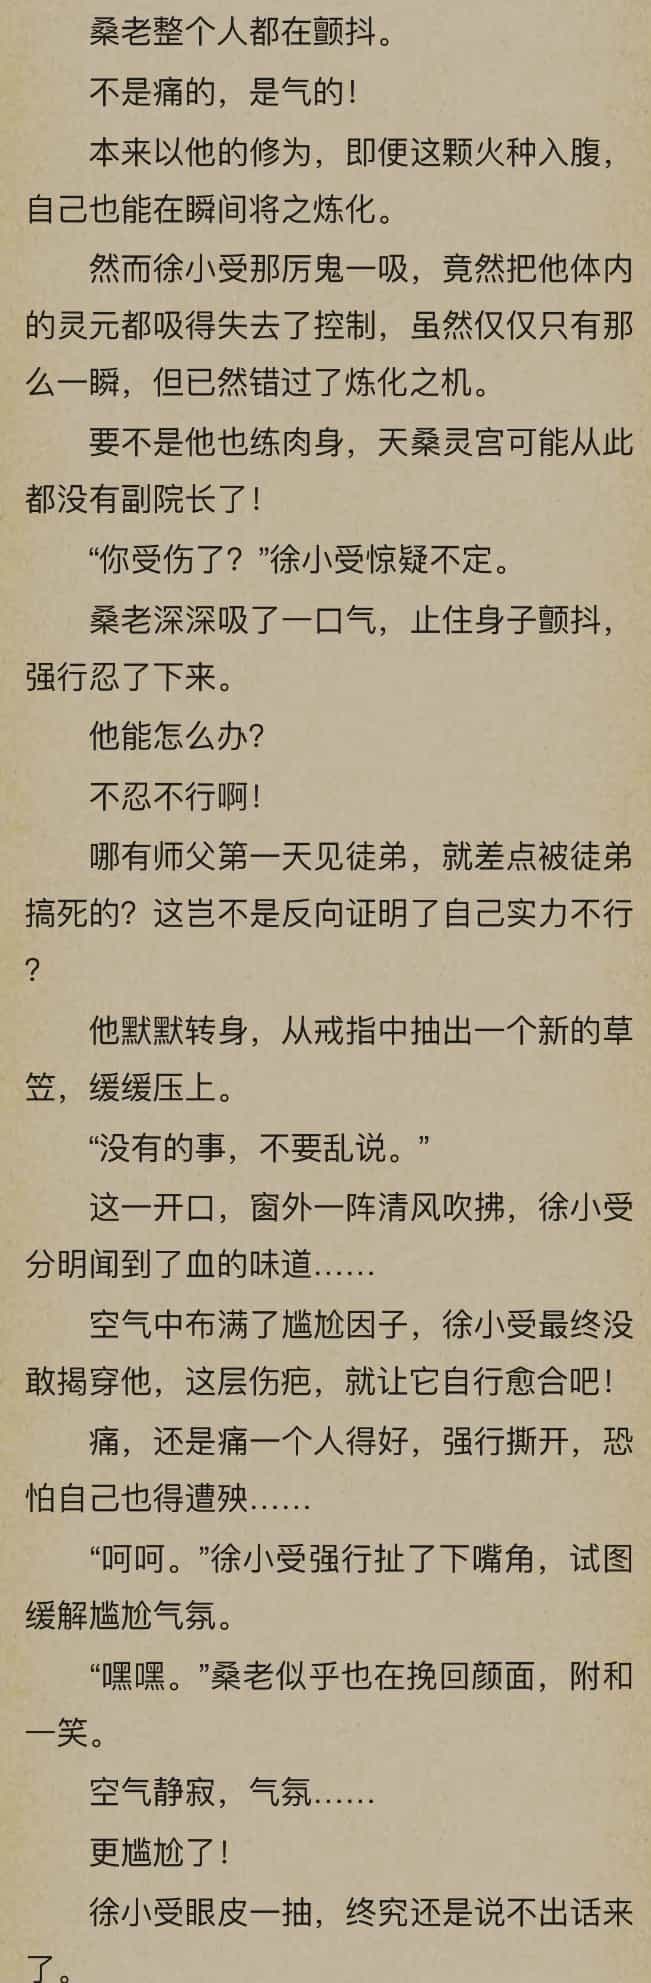 桑老整个人都在颤抖。
不是痛的，是气的！
本来以他的修为，即便这颗火种入腹，
自己也能在瞬间将之炼化。
然而徐小受那厉鬼一吸，竟然把他体内
的灵元都吸得失去了控制，虽然仅仅只有那
么一瞬，但已然错过了炼化之机。
要不是他也练肉身，天桑灵宫可能从此
都没有副院长了！
“你受伤了？”徐小受惊疑不定。
桑老深深吸了一口气，止住身子颤抖，
强行忍了下来。
他能怎么办？
不忍不行啊！
哪有师父第一天见徒弟，就差点被徒弟
搞死的？这岂不是反向证明了自己实力不行
？
他默默转身，从戒指中抽出一个新的草
笠，缓缓压上。
“没有的事，不要乱说。”
这一开口，窗外一阵清风吹拂，徐小受
分明闻到了血的味道……
空气中布满了尴尬因子，徐小受最终没
敢揭穿他，这层伤疤，就让它自行愈合吧！
痛，还是痛一个人得好，强行撕开，恐
怕自己也得遭殃……
“呵呵。”徐小受强行扯了下嘴角，试图
缓解尴尬气氛。
“嘿嘿。”桑老似乎也在挽回颜面，附和
一笑。
空气静寂，气氛……
更尴尬了！
徐小受眼皮一抽，终究还是说不出话来
了。